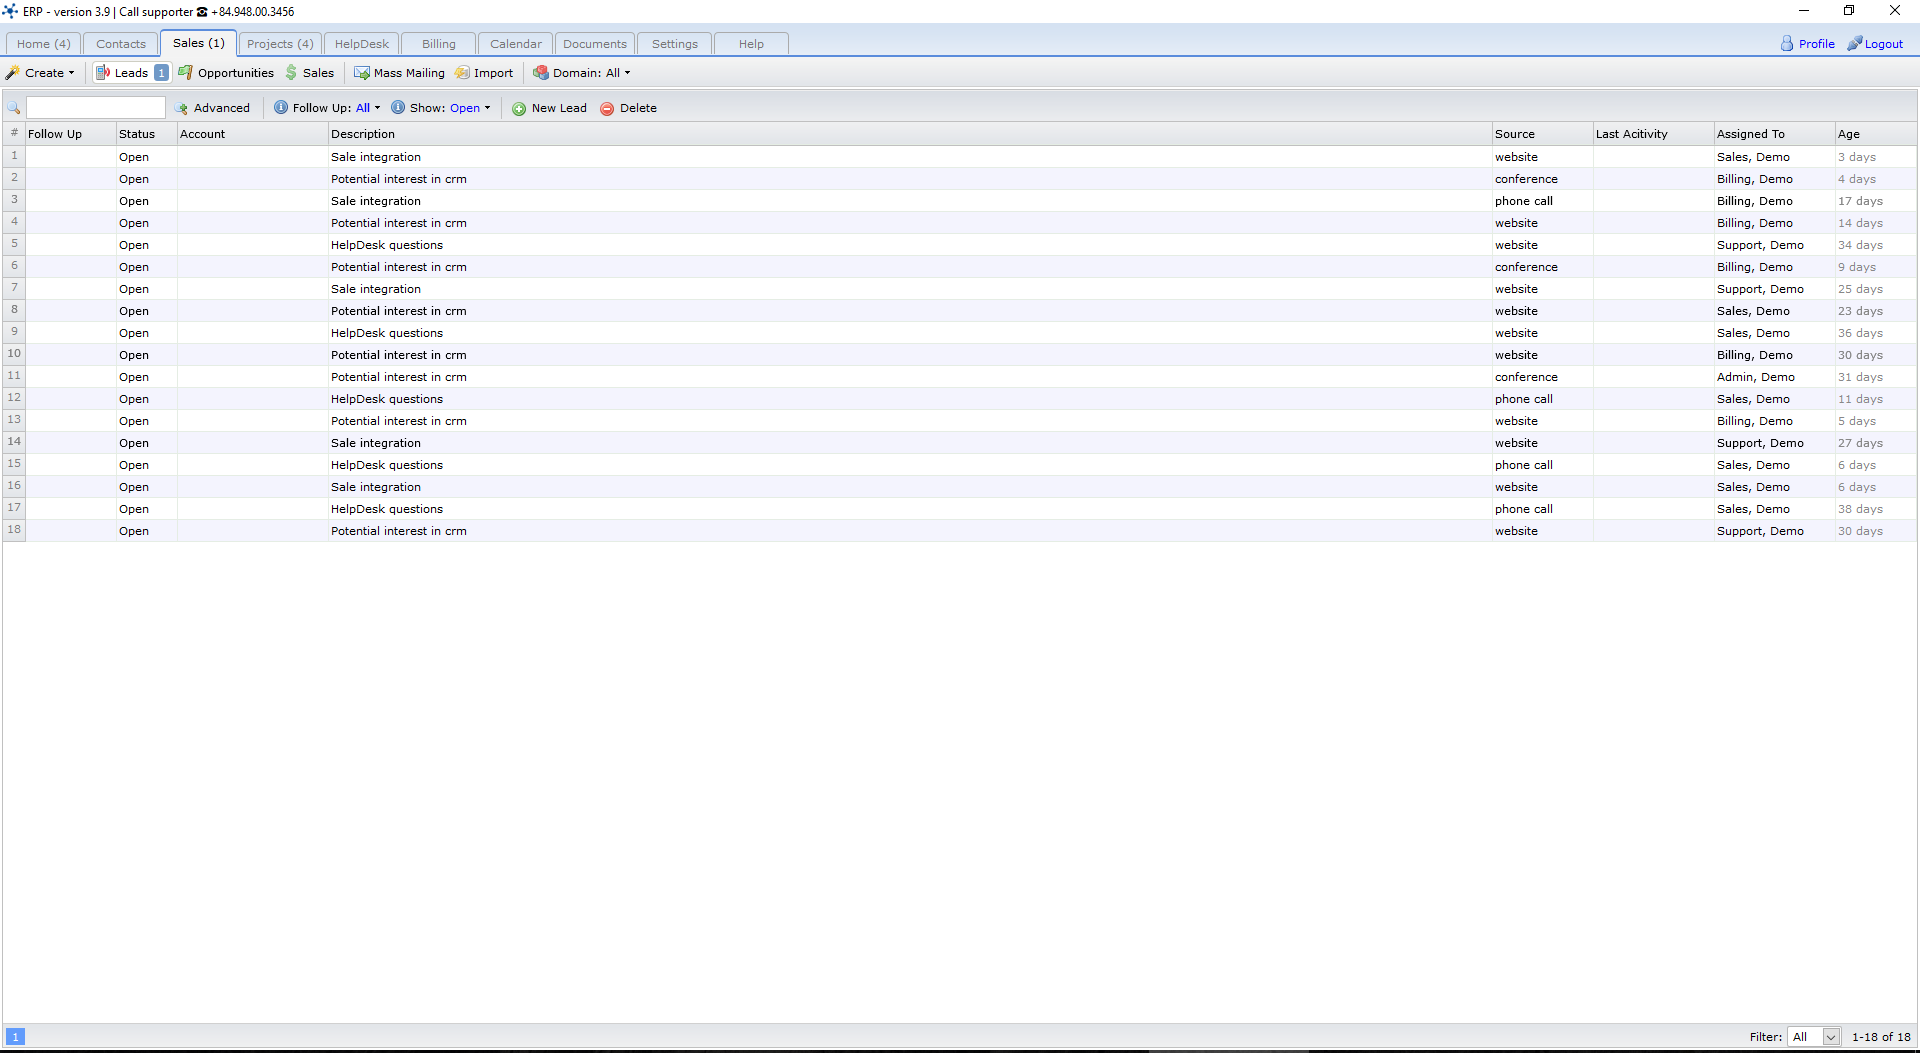 ERP - version 3.9 | Call supporter ☎ +84.948.00.3456
Home (4) Contacts Sales (1) Projects (4) HelpDesk Billing Calendar Documents Settings Help Profile Logout
Create Leads 1 Opportunities Sales Mass Mailing Import Domain: All
Advanced Follow Up: All Show: Open New Lead Delete
# Follow Up Status Account Description Source Last Acitivity Assigned To Age
1 Open Sale integration website Sales, Demo 3 days
2 Open Potential interest in crm conference Billing, Demo 4 days
3 Open Sale integration phone call Billing, Demo 17 days
4 Open Potential interest in crm website Billing, Demo 14 days
5 Open HelpDesk questions website Support, Demo 34 days
6 Open Potential interest in crm conference Billing, Demo 9 days
7 Open Sale integration website Support, Demo 25 days
8 Open Potential interest in crm website Sales, Demo 23 days
9 Open HelpDesk questions website Sales, Demo 36 days
10 Open Potential interest in crm website Billing, Demo 30 days
11 Open Potential interest in crm conference Admin, Demo 31 days
12 Open HelpDesk questions phone call Sales, Demo 11 days
13 Open Potential interest in crm website Billing, Demo 5 days
14 Open Sale integration website Support, Demo 27 days
15 Open HelpDesk questions phone call Sales, Demo 6 days
16 Open Sale integration website Sales, Demo 6 days
17 Open HelpDesk questions phone call Sales, Demo 38 days
18 Open Potential interest in crm website Support, Demo 30 days
1 Filter: All 1-18 of 18